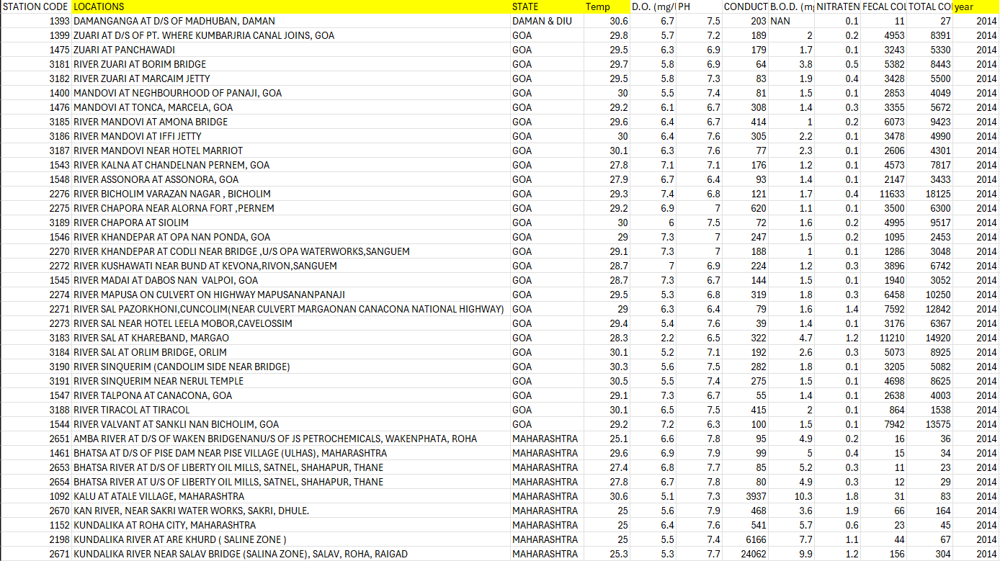 STATION CODE LOCATIONS STATE Temp D.O. (mg/l PH CONDUCT B.O.D. (mg NITRATEN FECAL COL TOTAL CO year
1393 DAMANGANGA AT D/S OF MADHUBAN, DAMAN DAMAN & DIU 30.6 6.7 7.5 203 NAN 0.1 11 27 2014
1399 ZUARI AT D/S OF PT. WHERE KUMBARJRIA CANAL JOINS, GOA GOA 29.8 5.7 7.2 189 2 0.2 4953 8391 2014
1475 ZUARI AT PANCHAWADI GOA 29.5 6.3 6.9 179 1.7 0.1 3243 5330 2014
3181 RIVER ZUARI AT BORIM BRIDGE GOA 29.7 5.8 6.9 64 3.8 0.5 5382 8443 2014
3182 RIVER ZUARI AT MARCAIM JETTY GOA 29.5 5.8 7.3 83 1.9 0.4 3428 5500 2014
1400 MANDOVI AT NEGHBOURHOOD OF PANAJI, GOA GOA 30 5.5 7.4 81 1.5 0.1 2853 4049 2014
1476 MANDOVI AT TONCA, MARCELA, GOA GOA 29.2 6.1 6.7 308 1.4 0.3 3355 5672 2014
3185 RIVER MANDOVI AT AMONA BRIDGE GOA 29.6 6.4 6.7 414 1 0.2 6073 9423 2014
3186 RIVER MANDOVI AT IFFI JETTY GOA 30 6.4 7.6 305 2.2 0.1 3478 4990 2014
3187 RIVER MANDOVI NEAR HOTEL MARRIOT GOA 30.1 6.3 7.6 77 2.3 0.1 2606 4301 2014
1543 RIVER KALNA AT CHANDELNAN PERNEM, GOA GOA 27.8 7.1 7.1 176 1.2 0.1 4573 7817 2014
1548 RIVER ASSONORA AT ASSONORA, GOA GOA 27.9 6.7 6.4 93 1.4 0.1 2147 3433 2014
2276 RIVER BICHOLIM VARAZAN NAGAR , BICHOLIM GOA 29.3 7.4 6.8 121 1.7 0.4 11633 18125 2014
2275 RIVER CHAPORA NEAR ALORNA FORT ,PERNEM GOA 29.2 6.9 7 620 1.1 0.1 3500 6300 2014
3189 RIVER CHAPORA AT SIOLIM GOA 30 6 7.5 72 1.6 0.2 4995 9517 2014
1546 RIVER KHANDEPAR AT OPA NAN PONDA, GOA GOA 29 7.3 7 247 1.5 0.2 1095 2453 2014
2270 RIVER KHANDEPAR AT CODLI NEAR BRIDGE ,U/S OPA WATERWORKS,SANGUEM GOA 29.1 7.3 7 188 1 0.1 1286 3048 2014
2272 RIVER KUSHAWATI NEAR BUND AT KEVONA,RIVON,SANGUEM GOA 28.7 7 6.9 224 1.2 0.3 3896 6742 2014
1545 RIVER MADAI AT DABOS NAN  VALPOI, GOA GOA 28.7 7.3 6.7 144 1.5 0.1 1940 3052 2014
2274 RIVER MAPUSA ON CULVERT ON HIGHWAY MAPUSANANPANAJI GOA 29.5 5.3 6.8 319 1.8 0.3 6458 10250 2014
2271 RIVER SAL PAZORKHONI,CUNCOLIM(NEAR CULVERT MARGAONAN CANACONA NATIONAL HIGHWAY) GOA 29 6.3 6.4 79 1.6 1.4 7592 12842 2014
2273 RIVER SAL NEAR HOTEL LEELA MOBOR,CAVELOSSIM GOA 29.4 5.4 7.6 39 1.4 0.1 3176 6367 2014
3183 RIVER SAL AT KHAREBAND, MARGAO GOA 28.3 2.2 6.5 322 4.7 1.2 11210 14920 2014
3184 RIVER SAL AT ORLIM BRIDGE, ORLIM GOA 30.1 5.2 7.1 192 2.6 0.3 5073 8925 2014
3190 RIVER SINQUERIM (CANDOLIM SIDE NEAR BRIDGE) GOA 30.3 5.6 7.5 282 1.8 0.1 3205 5082 2014
3191 RIVER SINQUERIM NEAR NERUL TEMPLE GOA 30.5 5.5 7.4 275 1.5 0.1 4698 8625 2014
1547 RIVER TALPONA AT CANACONA, GOA GOA 29.1 7.3 6.7 55 1.4 0.1 2638 4003 2014
3188 RIVER TIRACOL AT TIRACOL GOA 30.1 6.5 7.5 415 2 0.1 864 1538 2014
1544 RIVER VALVANT AT SANKLI NAN BICHOLIM, GOA GOA 29.2 7.2 6.3 100 1.5 0.1 7942 13575 2014
2651 AMBA RIVER AT D/S OF WAKEN BRIDGENANU/S OF JS PETROCHEMICALS, WAKENPHATA, ROHA MAHARASHTRA 25.1 6.6 7.8 95 4.9 0.2 16 36 2014
1461 BHATSA AT D/S OF PISE DAM NEAR PISE VILLAGE (ULHAS), MAHARASHTRA MAHARASHTRA 29.6 6.9 7.9 99 5 0.4 15 34 2014
2653 BHATSA RIVER AT D/S OF LIBERTY OIL MILLS, SATNEL, SHAHAPUR, THANE MAHARASHTRA 27.4 6.8 7.7 85 5.2 0.3 11 23 2014
2654 BHATSA RIVER AT U/S OF LIBERTY OIL MILLS, SATNEL, SHAHAPUR, THANE MAHARASHTRA 27.8 6.7 7.8 80 4.9 0.3 12 29 2014
1092 KALU AT ATALE VILLAGE, MAHARASHTRA MAHARASHTRA 30.6 5.1 7.3 3937 10.3 1.8 31 83 2014
2670 KAN RIVER, NEAR SAKRI WATER WORKS, SAKRI, DHULE. MAHARASHTRA 25 5.6 7.9 468 3.6 1.9 66 164 2014
1152 KUNDALIKA AT ROHA CITY, MAHARASHTRA MAHARASHTRA 25 6.4 7.6 541 5.7 0.6 23 45 2014
2198 KUNDALIKA RIVER AT ARE KHURD ( SALINE ZONE ) MAHARASHTRA 25 5.5 7.4 6166 7.7 1.1 44 67 2014
2671 KUNDALIKA RIVER NEAR SALAV BRIDGE (SALINA ZONE), SALAV, ROHA, RAIGAD MAHARASHTRA 25.3 5.3 7.7 24062 9.9 1.2 156 304 2014